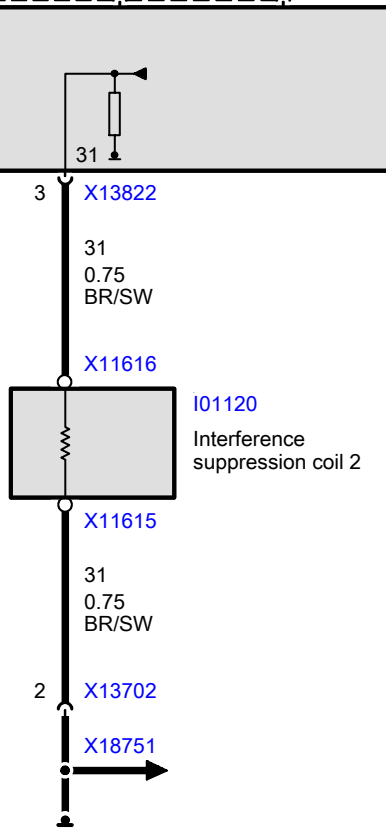 31
3 X13822
31
0.75
BR/SW
X11616
I01120
Interference
suppression coil 2
X11615
31
0.75
BR/SW
2 X13702
X18751